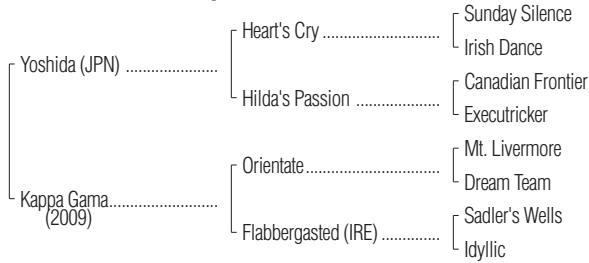 Sunday Silence
Heart's Cry
Irish Dance
Yoshida (JPN)
Canadian Frontier
Hilda's Passion
Executricker
Mt. Livermore
Orientate
Dream Team
Kappa Gama
(2009)
Sadler's Wells
Flabbergasted (IRE)
Idyllic